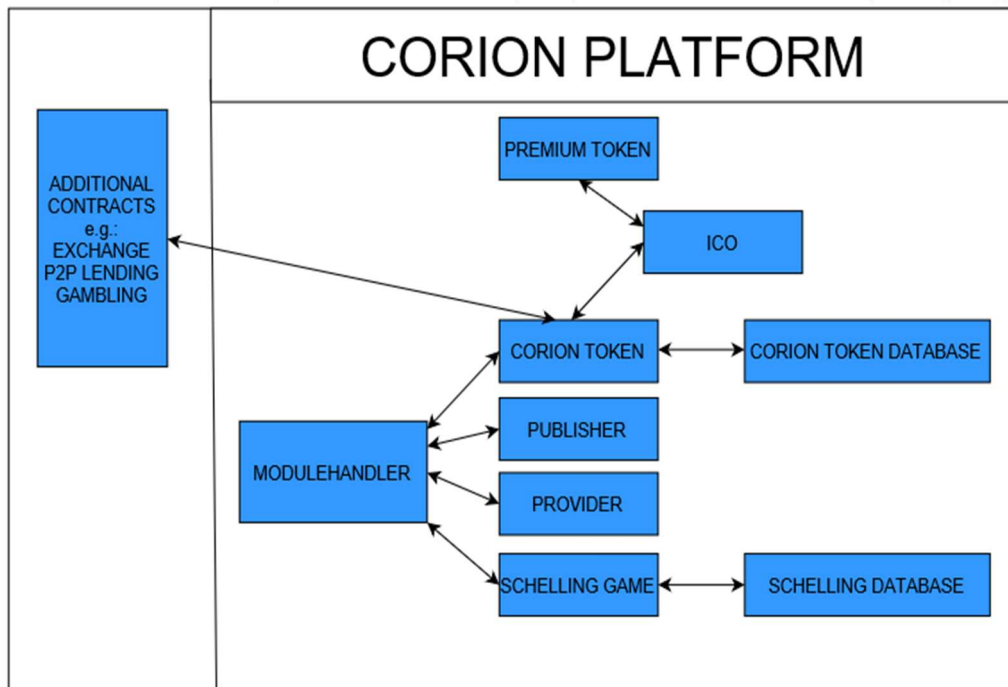 CORION PLATFORM
ADDITIONAL
CONTRACTS
e.g.:
EXCHANGE
P2P LENDING
GAMBLING
PREMIUM TOKEN
ICO
CORION TOKEN
CORION TOKEN DATABASE
PUBLISHER
MODULEHANDLER
PROVIDER
SCHELLING GAME
SCHELLING DATABASE